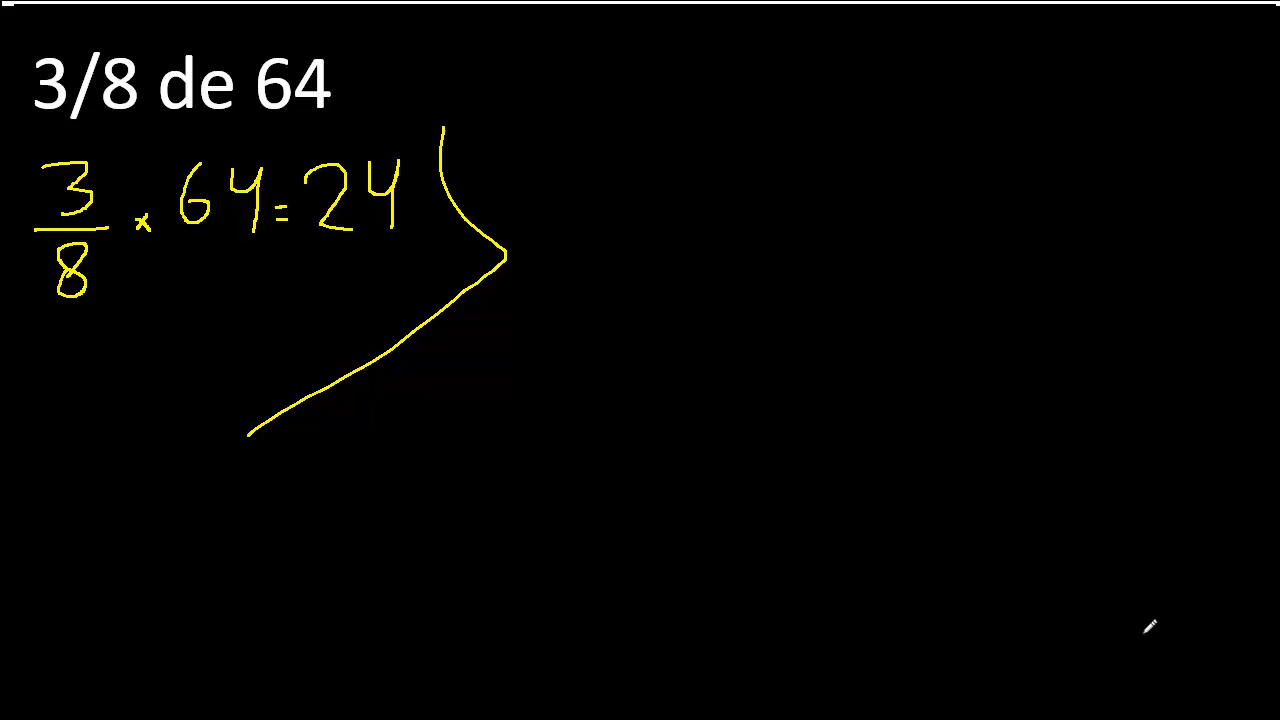 3/8 de 64
3/8 × 64 = 24